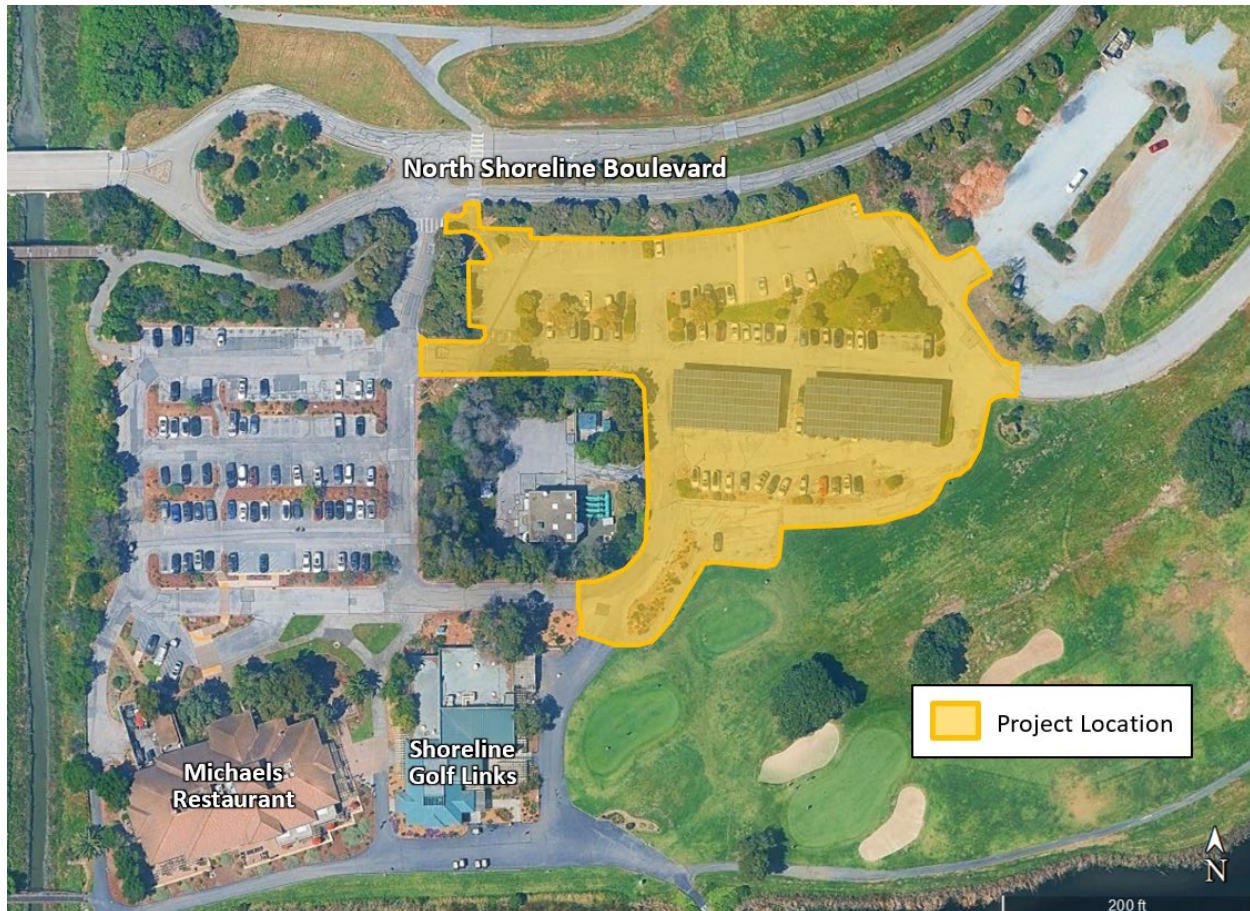 North Shoreline Boulevard
Project Location
Shoreline
Golf Links
Michaels
Restaurant
N
200 ft